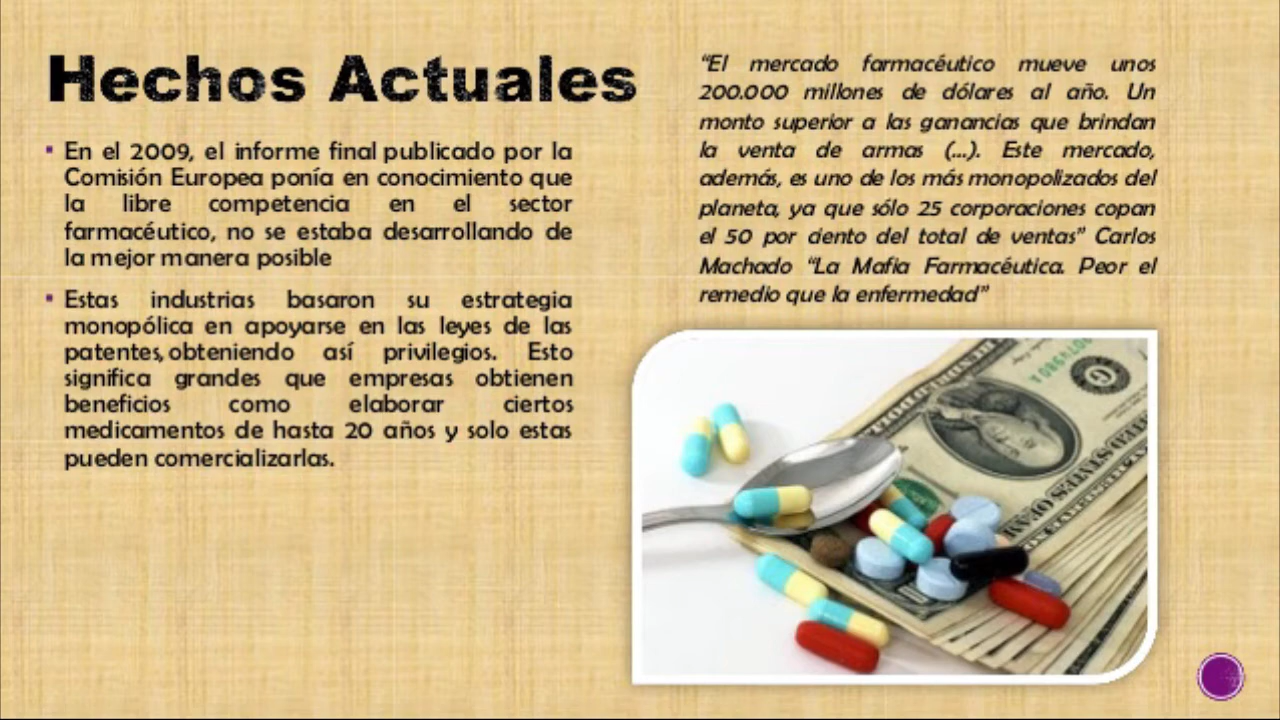 Hechos Actuales
▪ En el 2009, el informe final publicado por la
Comisión Europea ponía en conocimiento que
la libre competencia en el sector
farmacéutico, no se estaba desarrollando de
la mejor manera posible
▪ Estas industrias basaron su estrategia
monopólica en apoyarse en las leyes de las
patentes, obteniendo así privilegios. Esto
significa grandes que empresas obtienen
beneficios como elaborar ciertos
medicamentos de hasta 20 años y solo estas
pueden comercializarlas.
“El mercado farmacéutico mueve unos
200.000 millones de dólares al año. Un
monto superior a las ganancias que brindan
la venta de armas (...). Este mercado,
además, es uno de los más monopolizados del
planeta, ya que sólo 25 corporaciones copan
el 50 por ciento del total de ventas” Carlos
Machado “La Mafia Farmacéutica. Peor el
remedio que la enfermedad”